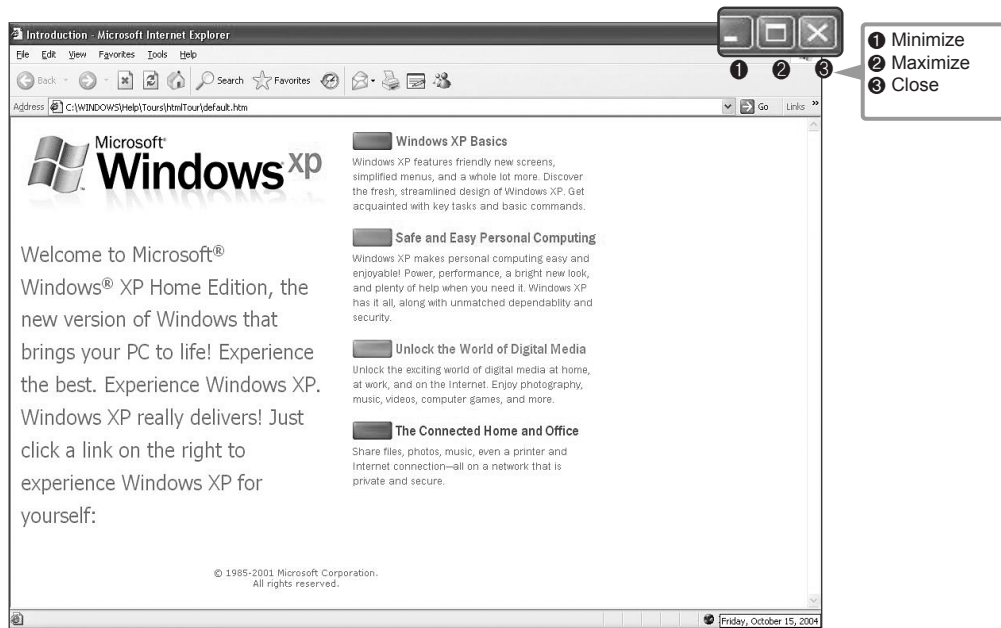 Introduction - Microsoft Internet Explorer
File Edit View Favorites Tools Help
Back Search Favorites
Address C:\WINDOWS\Help\Tours\htmlTour\default.htm Go Links »
❶ ❷ ❸
❶ Minimize
❷ Maximize
❸ Close
Microsoft®
Windows xp
Welcome to Microsoft®
Windows® XP Home Edition, the
new version of Windows that
brings your PC to life! Experience
the best. Experience Windows XP.
Windows XP really delivers! Just
click a link on the right to
experience Windows XP for
yourself:
Windows XP Basics
Windows XP features friendly new screens,
simplified menus, and a whole lot more. Discover
the fresh, streamlined design of Windows XP. Get
acquainted with key tasks and basic commands.
Safe and Easy Personal Computing
Windows XP makes personal computing easy and
enjoyable! Power, performance, a bright new look,
and plenty of help when you need it. Windows XP
has it all, along with unmatched dependablity and
security.
Unlock the World of Digital Media
Unlock the exciting world of digital media at home,
at work, and on the Internet. Enjoy photography,
music, videos, computer games, and more.
The Connected Home and Office
Share files, photos, music, even a printer and
Internet connection—all on a network that is
private and secure.
© 1985-2001 Microsoft Corporation.
All rights reserved.
Friday, October 15, 2004